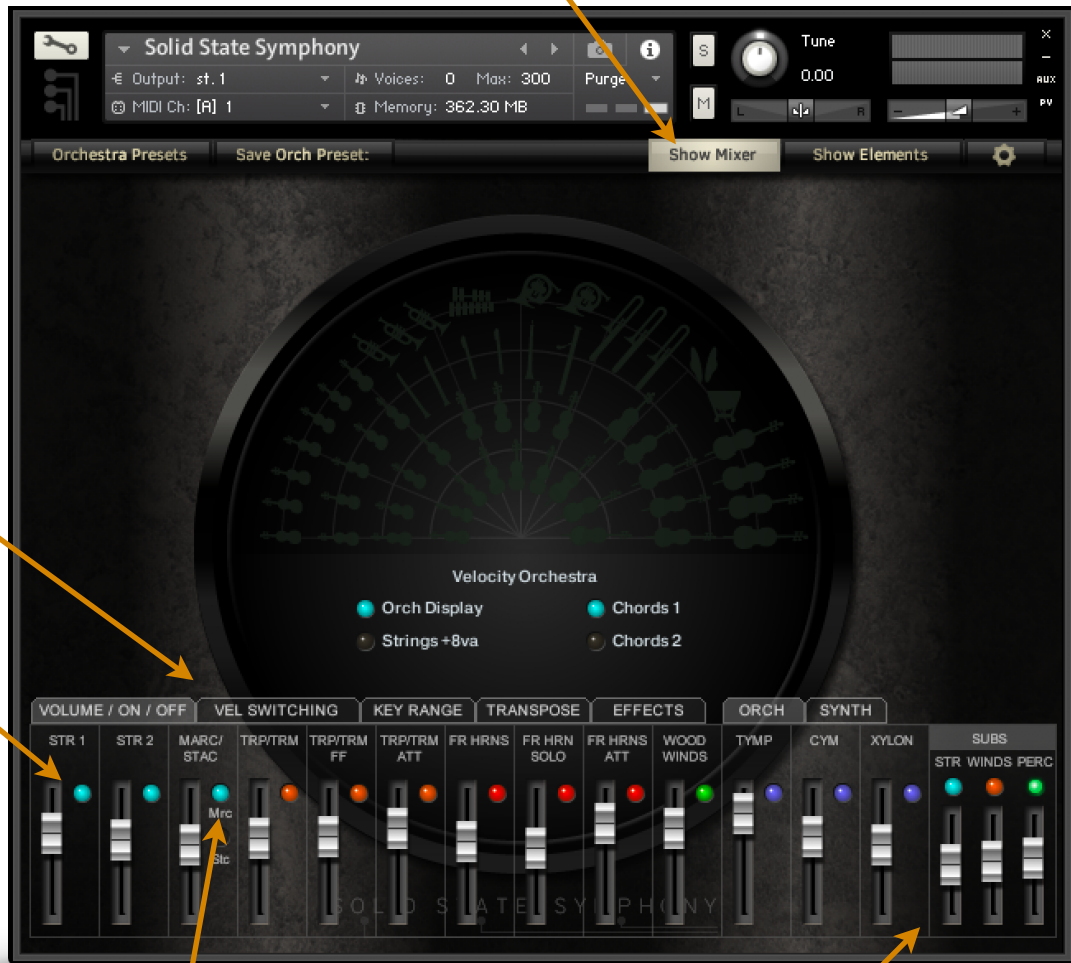 Solid State Symphony
Output: st. 1
Voices: 0 Max: 300
Purge
MIDI Ch: [A] 1
Memory: 362.30 MB
S
M
Tune
0.00
L
R
-
+
×
-
AUX
PV
Orchestra Presets
Save Orch Preset:
Show Mixer
Show Elements
Velocity Orchestra
Orch Display
Chords 1
Strings +8va
Chords 2
VOLUME / ON / OFF
VEL SWITCHING
KEY RANGE
TRANSPOSE
EFFECTS
ORCH
SYNTH
STR 1
STR 2
MARC/
STAC
TRP/TRM
TRP/TRM
FF
TRP/TRM
ATT
FR HRNS
FR HRN
SOLO
FR HRNS
ATT
WOOD
WINDS
TYMP
CYM
XYLON
SUBS
STR WINDS PERC
Mrc
Stc
SOLID STATE SYMPHONY